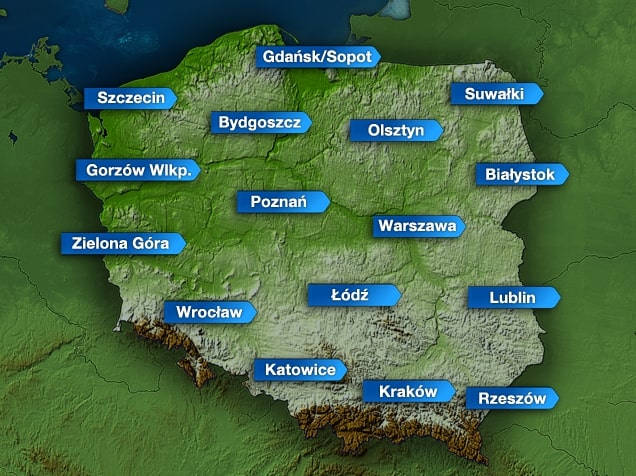 Gdańsk/Sopot
Szczecin
Suwałki
Bydgoszcz
Olsztyn
Gorzów Wlkp.
Białystok
Poznań
Warszawa
Zielona Góra
Łódź
Lublin
Wrocław
Katowice
Kraków
Rzeszów